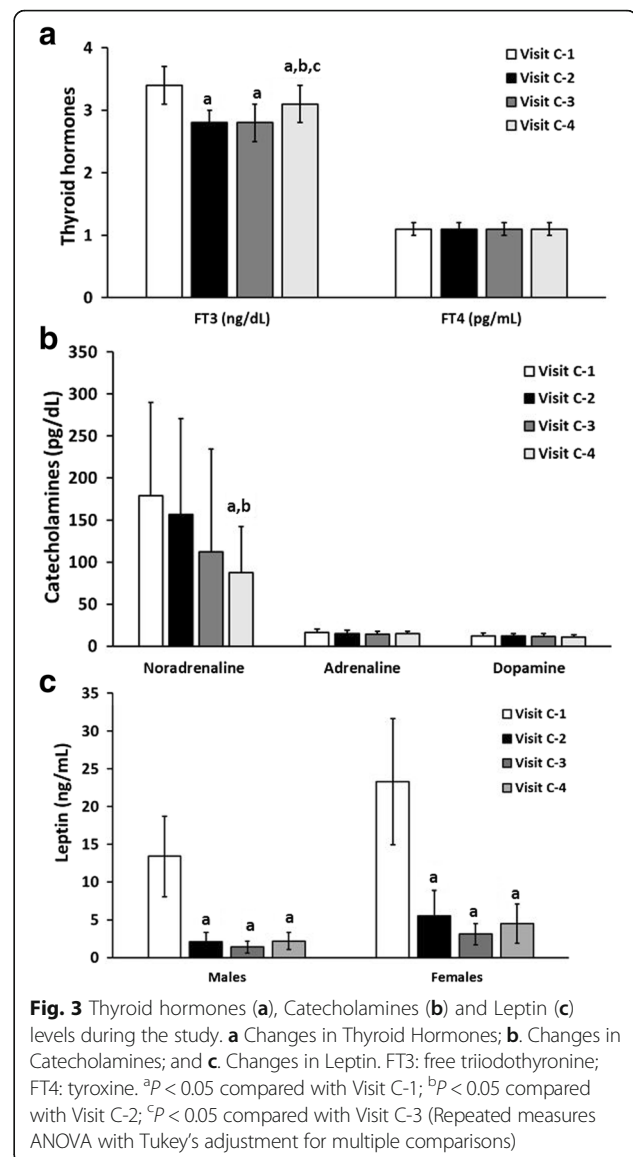 a
4
3
2
1
0
Thyroid hormones
a
a
a,b,c
Visit C-1
Visit C-2
Visit C-3
Visit C-4
FT3 (ng/dL)
FT4 (pg/mL)
b
350
300
250
200
150
100
50
0
Catecholamines (pg/dL)
a,b
Visit C-1
Visit C-2
Visit C-3
Visit C-4
Noradrenaline
Adrenaline
Dopamine
c
35
30
25
20
15
10
5
0
Leptin (ng/mL)
a
a
a
a
a
a
Visit C-1
Visit C-2
Visit C-3
Visit C-4
Males
Females
Fig. 3 Thyroid hormones (a), Catecholamines (b) and Leptin (c)
levels during the study. a Changes in Thyroid Hormones; b. Changes in
Catecholamines; and c. Changes in Leptin. FT3: free triiodothyronine;
FT4: tyroxine. aP < 0.05 compared with Visit C-1; bP < 0.05 compared
with Visit C-2; cP < 0.05 compared with Visit C-3 (Repeated measures
ANOVA with Tukey’s adjustment for multiple comparisons)